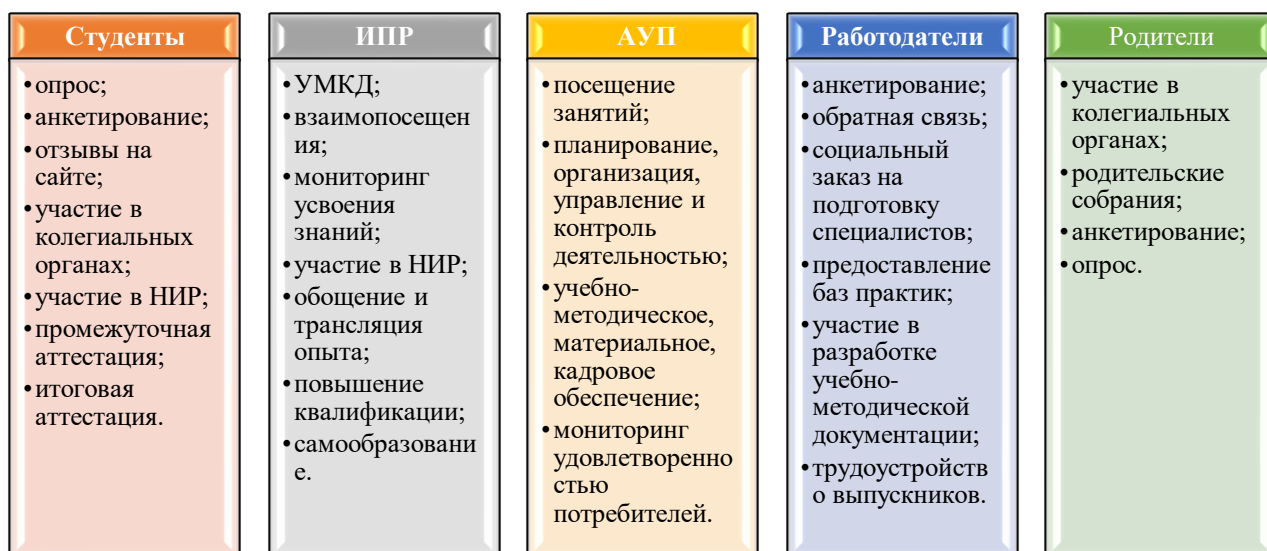 Студенты
•опрос;
•анкетирование;
•отзывы на
сайте;
•участие в
колегиальных
органах;
•участие в НИР;
•промежуточная
аттестация;
•итоговая
аттестация.
ИПР
•УМКД;
•взаимопосещен
ия;
•мониторинг
усвоения
знаний;
•участие в НИР;
•обощение и
трансляция
опыта;
•повышение
квалификации;
•самообразовани
е.
АУП
•посещение
занятий;
•планирование,
организация,
управление и
контроль
деятельностью;
•учебно-
методическое,
материальное,
кадровое
обеспечение;
•мониторинг
удовлетворенно
стью
потребителей.
Работодатели
•анкетирование;
•обратная связь;
•социальный
заказ на
подготовку
специалистов;
•предоставление
баз практик;
•участие в
разработке
учебно-
методической
документации;
•трудоустройств
о выпускников.
Родители
•участие в
колегиальных
органах;
•родительские
собрания;
•анкетирование;
•опрос.